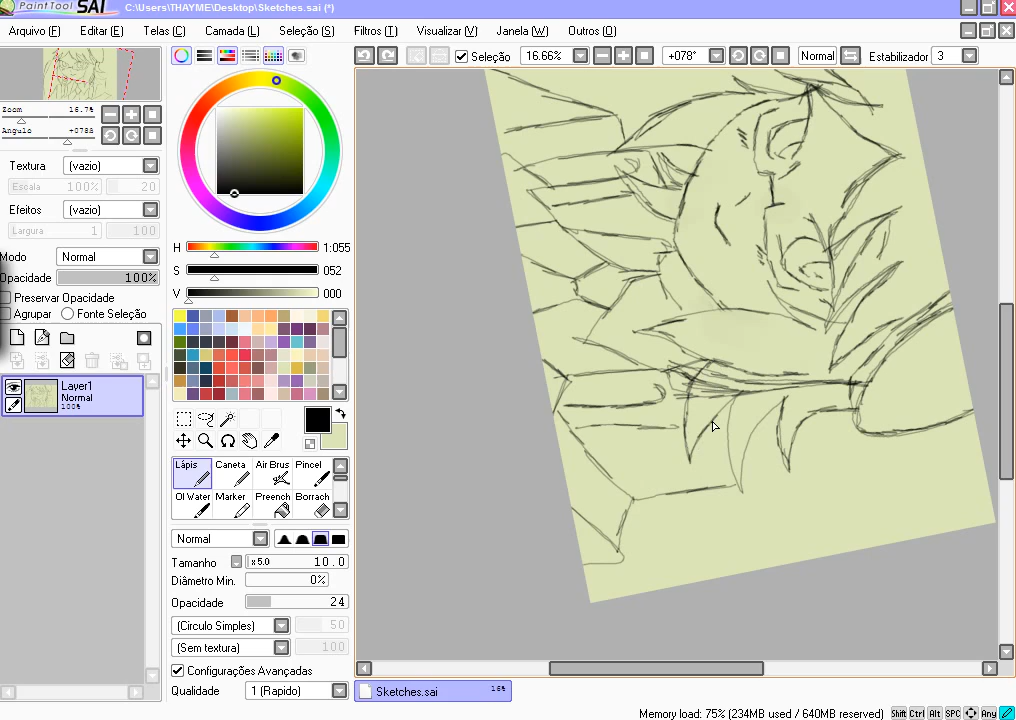 PaintTool SAI C:\Users\THAYME\Desktop\Sketches.sai (*)
Arquivo (F) Editar (E) Telas (C) Camada (L) Seleção (S) Filtros (T) Visualizar (V) Janela (W) Outros (O)
Seleção 16.66% +078° Normal Estabilizador 3
Zoom 16.7%
Angulo +078θ
Textura (vazio)
Escala 100% 20
Efeitos (vazio)
Largura 1 100
Modo Normal
Opacidade 100%
Preservar Opacidade
Agrupar Fonte Seleção
Layer1
Normal
100%
H 1:055
S 052
V 000
Lápis Caneta Air Brus Pincel
Ol Water Marker Preench Borrach
Normal
Tamanho x 5.0 10.0
Diâmetro Min. 0%
Opacidade 24
(Circulo Simples) 50
(Sem textura) 100
Configurações Avançadas
Qualidade 1 (Rapido)
Sketches.sai 16%
Memory load: 75% (234MB used / 640MB reserved) Shift Ctrl Alt SPC Any